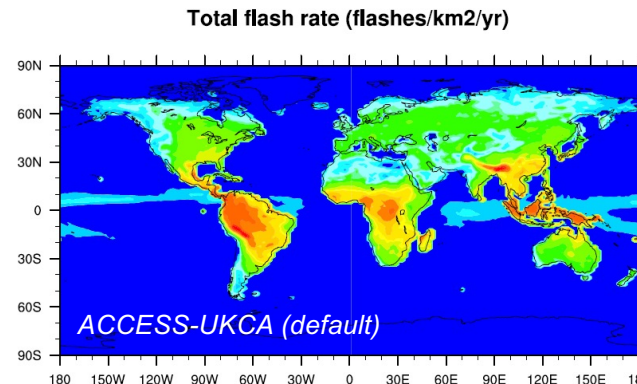 Total flash rate (flashes/km2/yr)
90N
60N
30N
0
30S
60S
90S
ACCESS-UKCA (default)
180 150W 120W 90W 60W 30W 0 30E 60E 90E 120E 150E 18